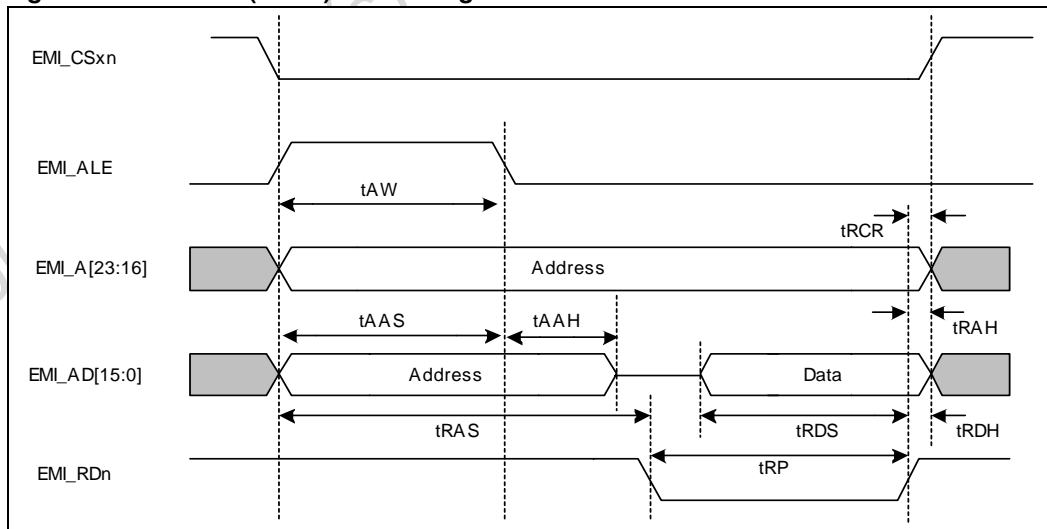 EMI_CSxn
EMI_ALE
tAW
tRCR
EMI_A[23:16]
Address
tAAS
tAAH
tRAH
EMI_AD[15:0]
Address
Data
tRAS
tRDS
tRDH
tRP
EMI_RDn